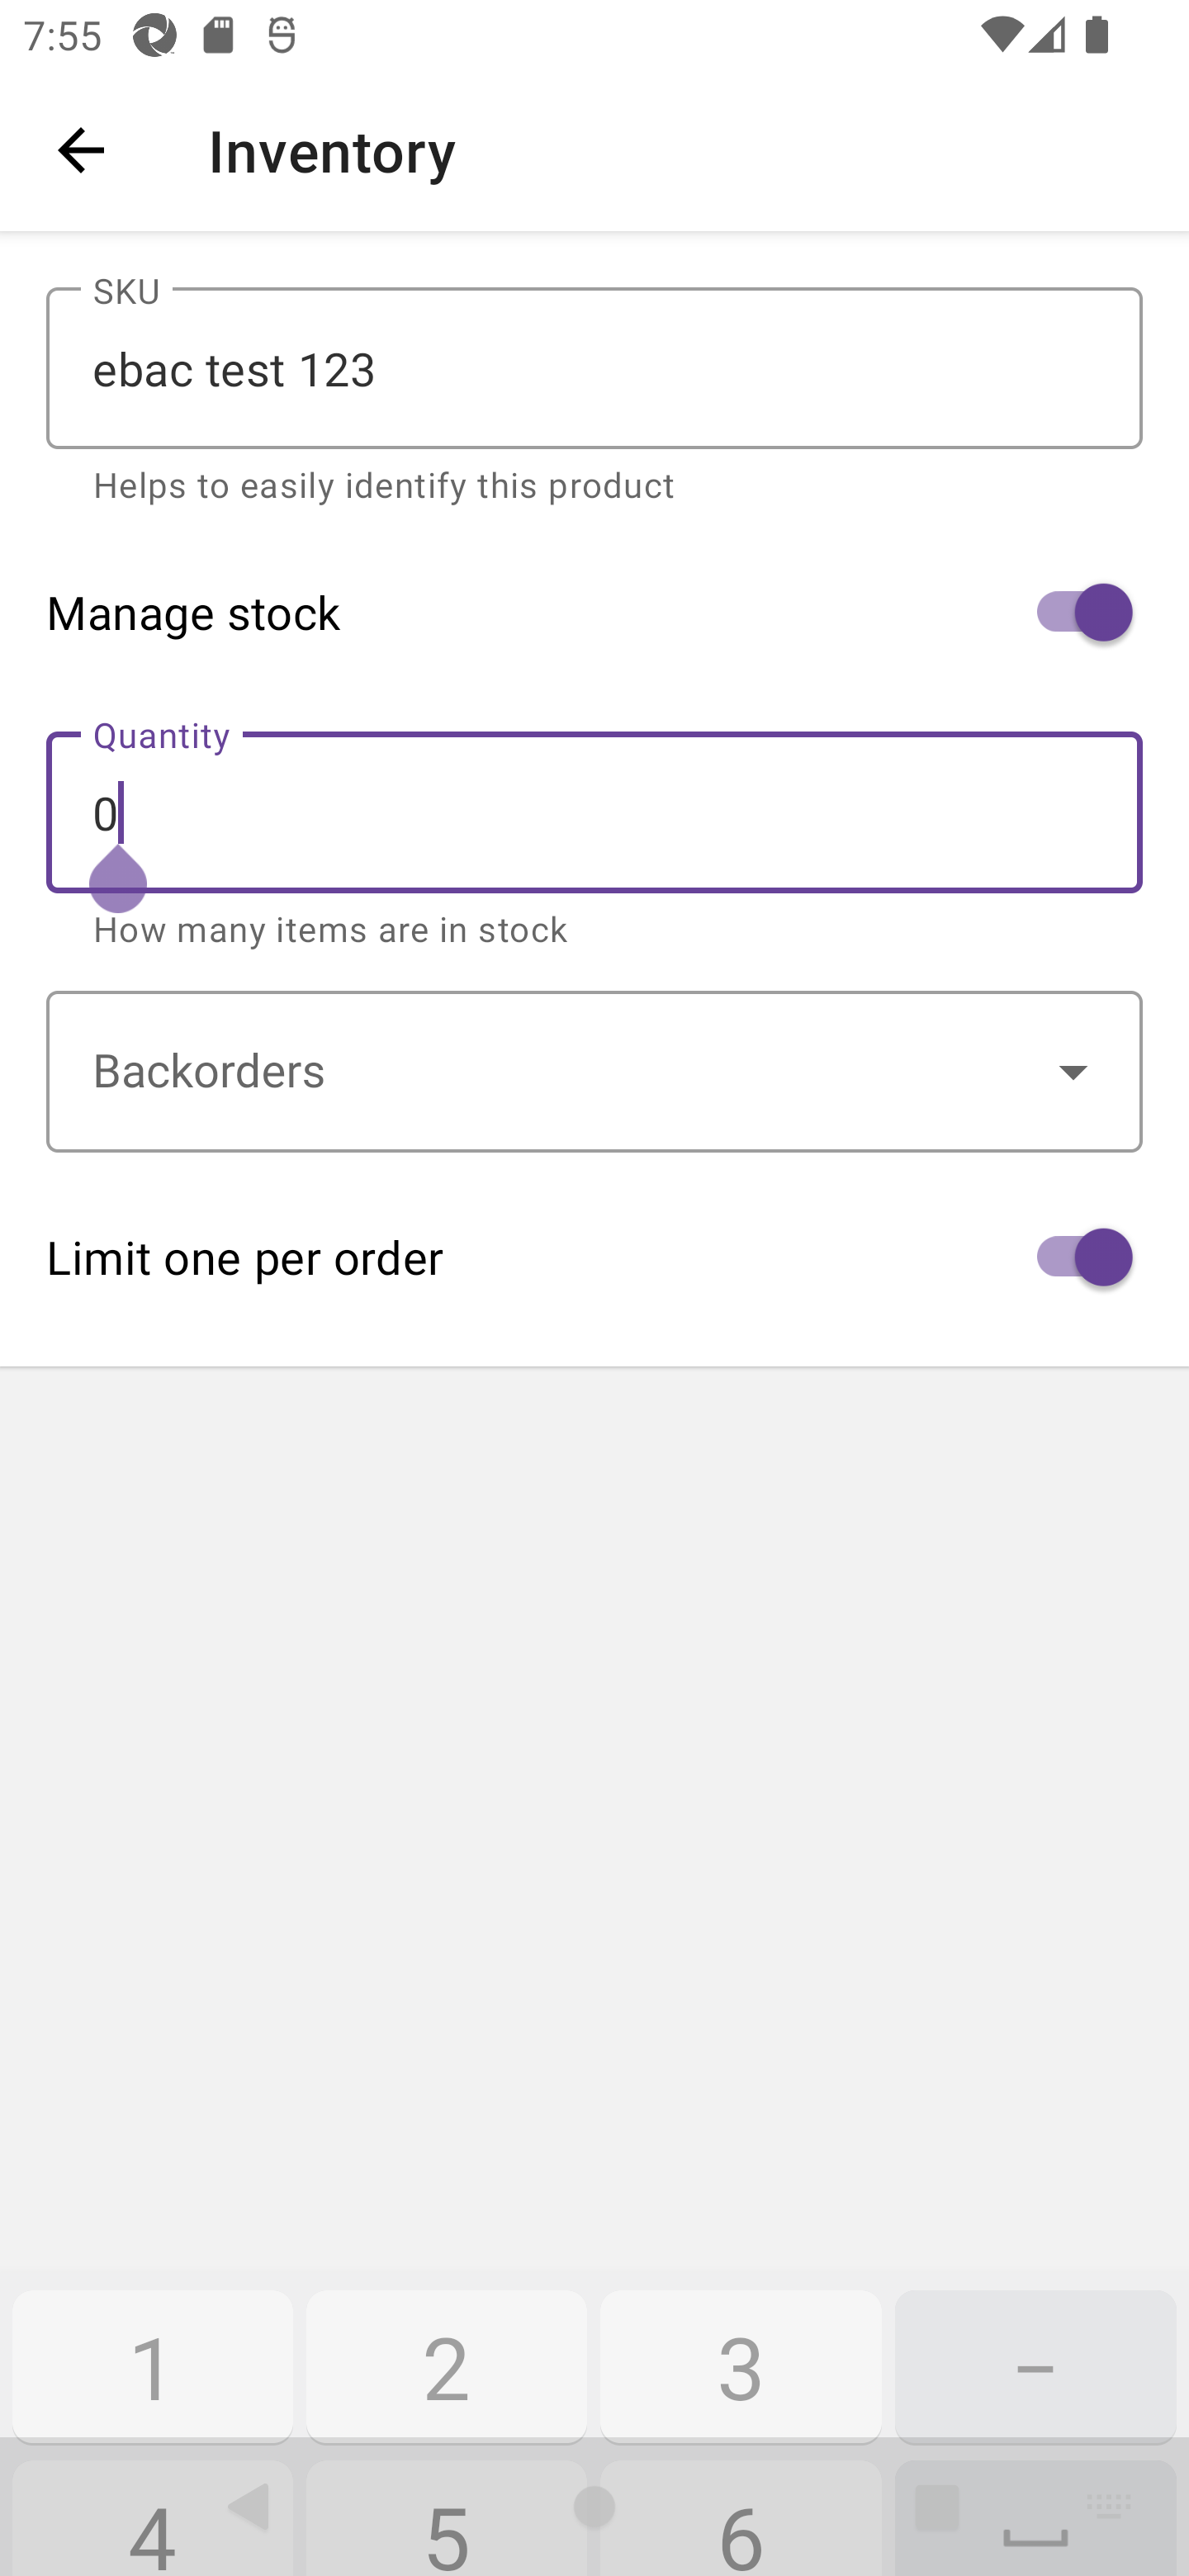 7:55
Inventory
SKU
ebac test 123
Helps to easily identify this product
Manage stock
Quantity
0
How many items are in stock
Backorders
Limit one per order
1 2 3 –
4 5 6